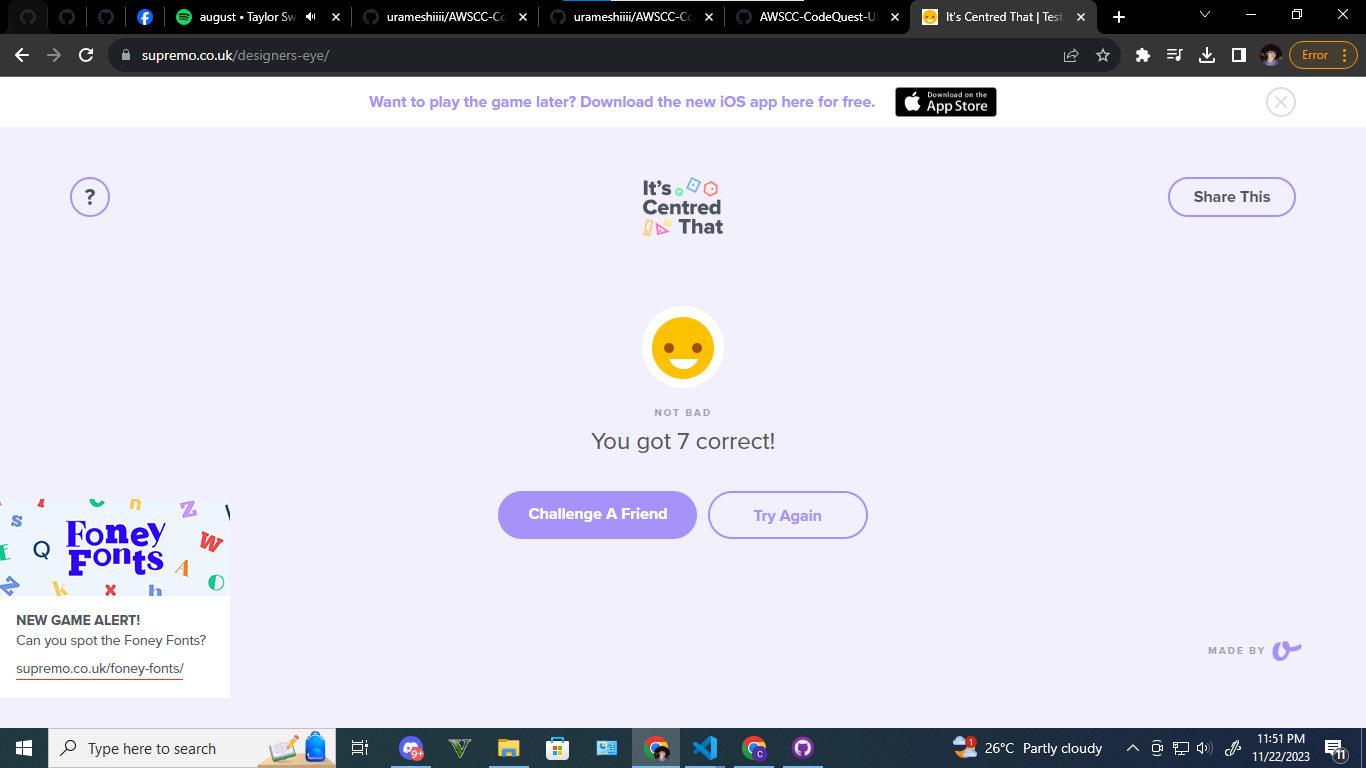 august • Taylor Sw
urameshiiii/AWSCC-Co
urameshiiii/AWSCC-Co
AWSCC-CodeQuest-U
It's Centred That | Test
supremo.co.uk/designers-eye/
Error
Want to play the game later? Download the new iOS app here for free.
Download on the
App Store
?
It's
Centred
That
Share This
NOT BAD
You got 7 correct!
Challenge A Friend
Try Again
Foney
Fonts
NEW GAME ALERT!
Can you spot the Foney Fonts?
supremo.co.uk/foney-fonts/
MADE BY
Type here to search
9+
C
1
26°C Partly cloudy
11:51 PM
11/22/2023
11